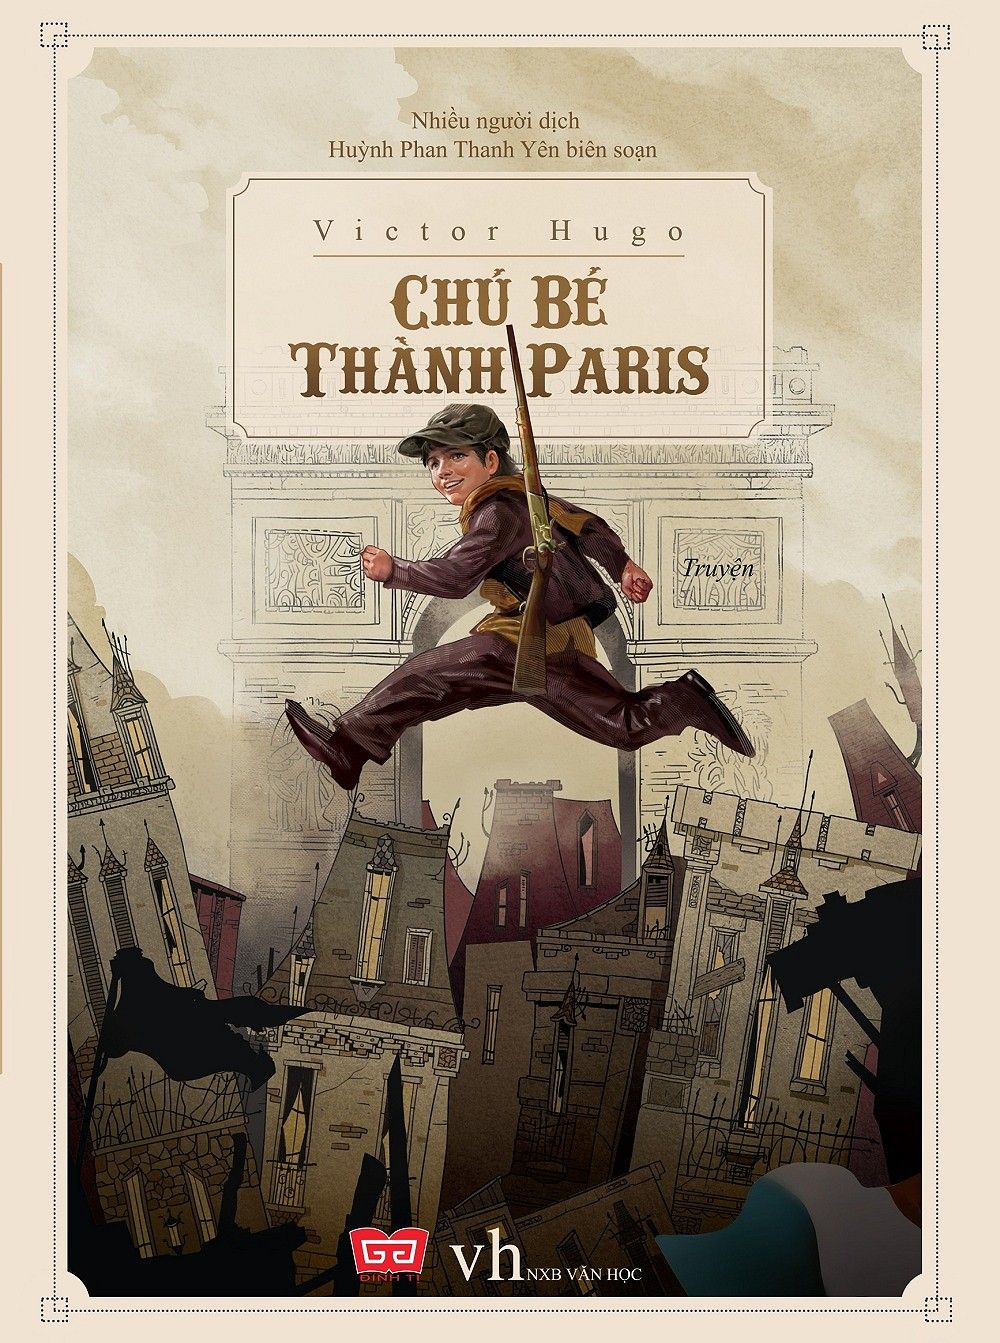 Nhiều người dịch
Huỳnh Phan Thanh Yên biên soạn
Victor Hugo
CHÚ BÉ
THÀNH PARIS
Truyện
ĐINH TỊ
vh NXB VĂN HỌC